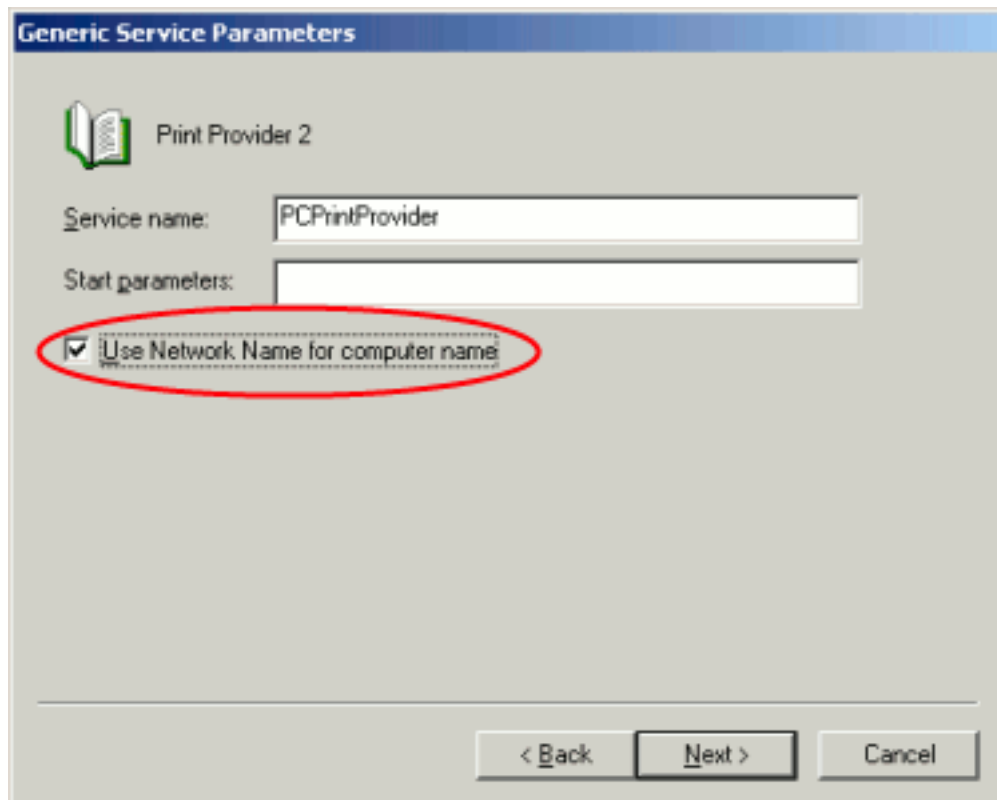 Generic Service Parameters
Print Provider 2
Service name: PCPrintProvider
Start parameters:
Use Network Name for computer name
< Back Next > Cancel